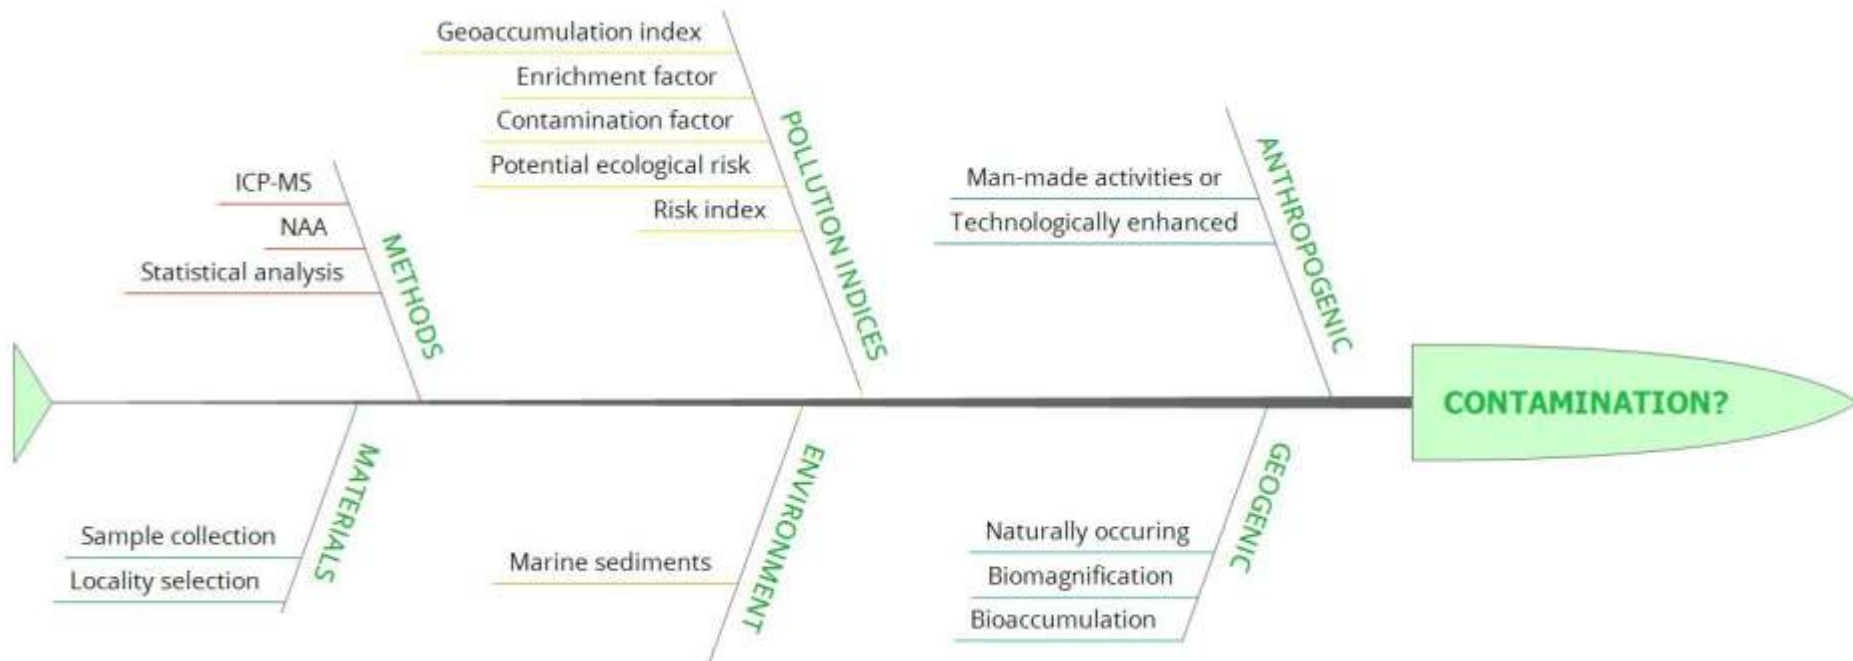 Geoaccumulation index
Enrichment factor
Contamination factor
Potential ecological risk
Risk index
POLLUTION INDICES
ICP-MS
NAA
Statistical analysis
METHODS
Man-made activities or
Technologically enhanced
ANTHROPOGENIC
CONTAMINATION?
Sample collection
Locality selection
MATERIALS
Marine sediments
ENVIRONMENT
Naturally occuring
Biomagnification
Bioaccumulation
GEOGENIC